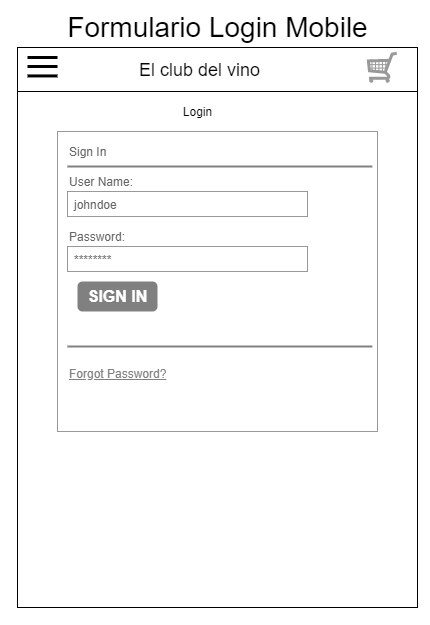 Formulario Login Mobile
El club del vino
Login
Sign In
User Name:
johndoe
Password:
********
SIGN IN
Forgot Password?